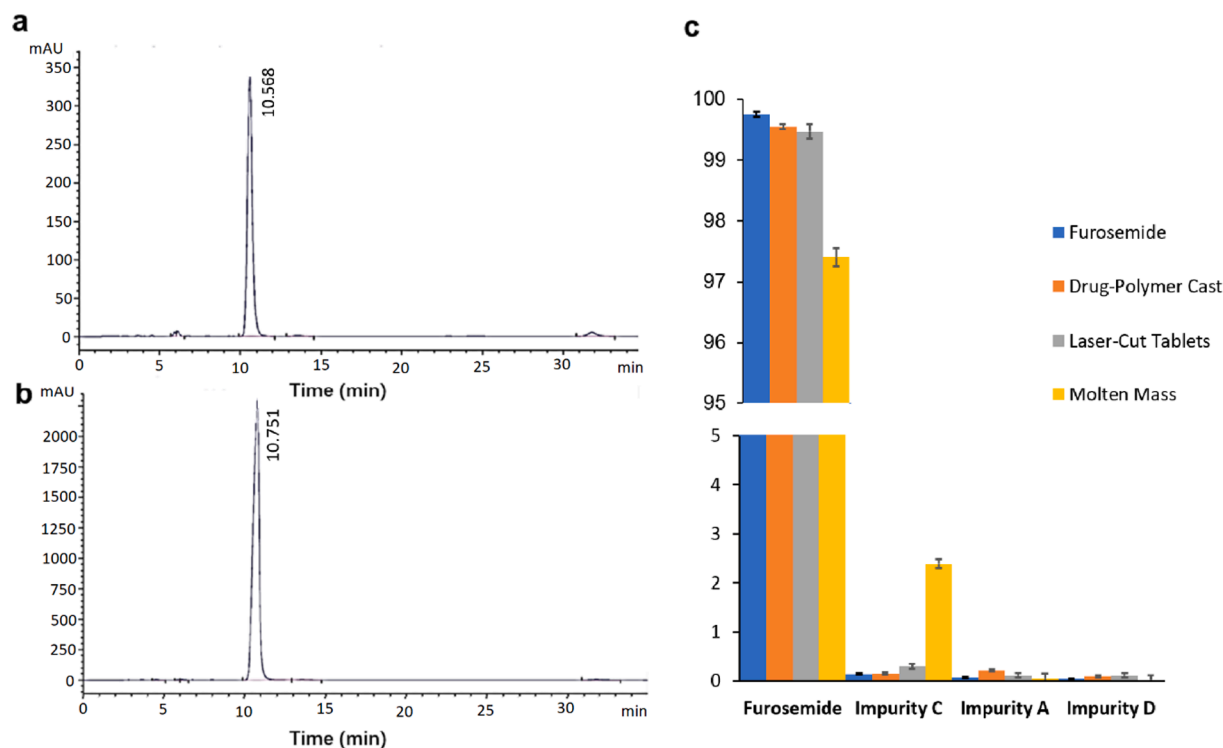 a
mAU
350
300
250
200
150
100
50
0
10.568
0 5 10 15 20 25 30 min
Time (min)
b
mAU
2000
1750
1500
1250
1000
750
500
250
0
10.751
0 5 10 15 20 25 30 min
Time (min)
c
100
99
98
97
96
95
5
4
3
2
1
0
Furosemide Impurity C Impurity A Impurity D
Furosemide
Drug-Polymer Cast
Laser-Cut Tablets
Molten Mass